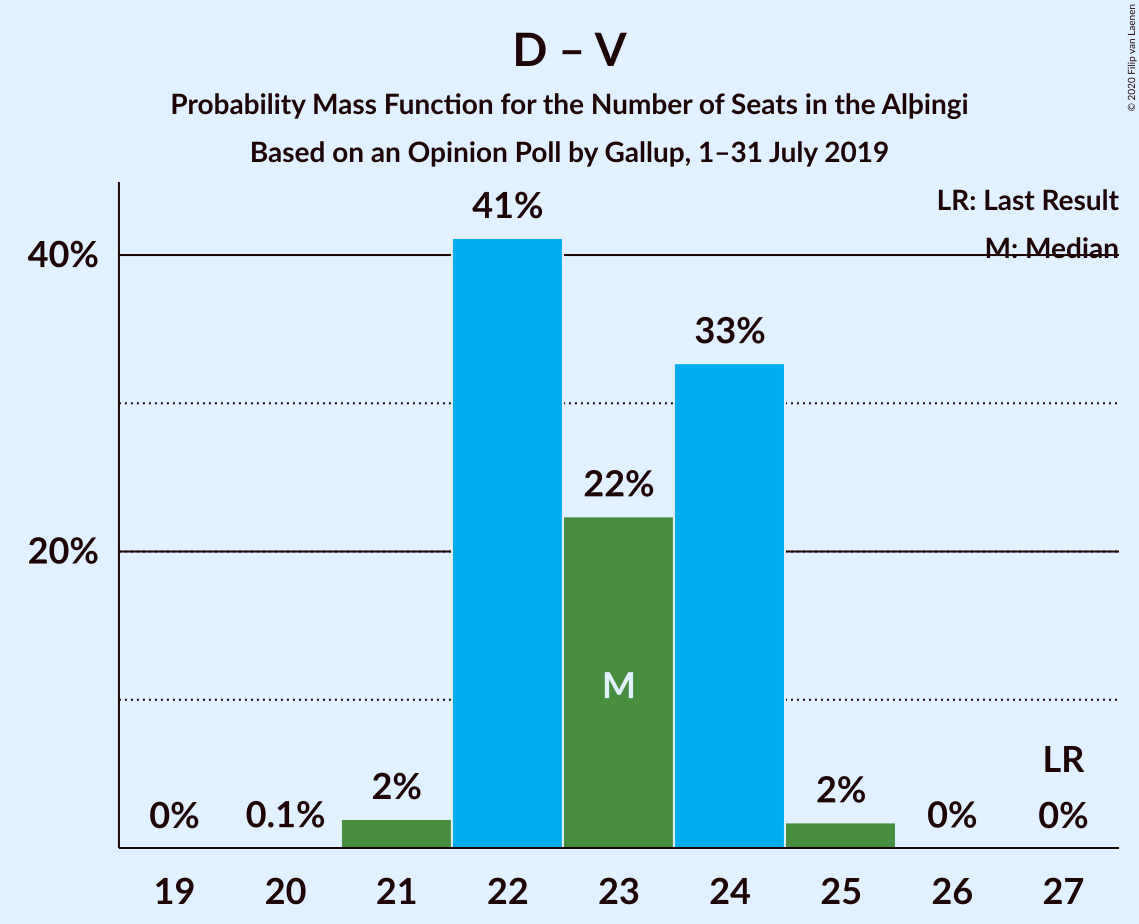 D – V
Probability Mass Function for the Number of Seats in the Alþingi
Based on an Opinion Poll by Gallup, 1–31 July 2019
© 2020 Filip van Laenen
LR: Last Result
M: Median
40%
20%
0%
0.1%
2%
41%
22%
33%
2%
0%
LR
0%
M
19 20 21 22 23 24 25 26 27